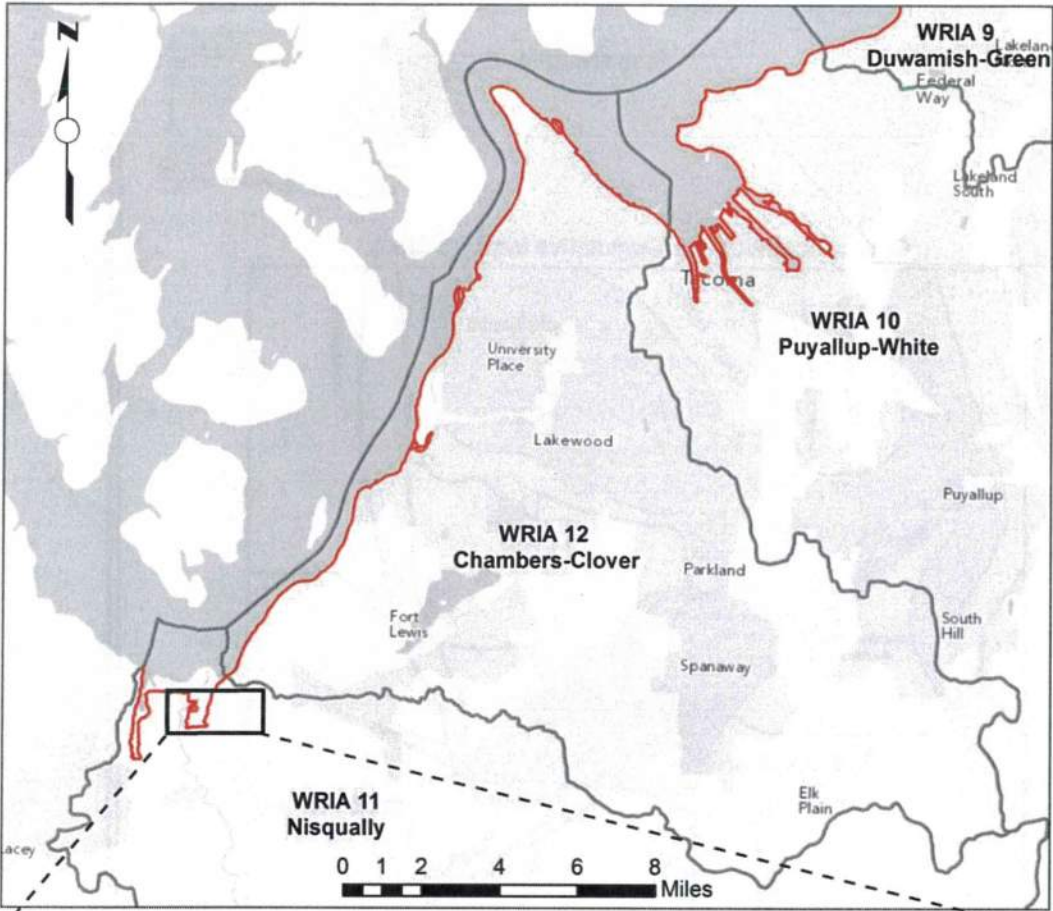 N
WRIA 9
Duwamish-Green
Lakeland
Federal
Way
Lakeland
South
Tacoma
WRIA 10
Puyallup-White
University
Place
Lakewood
Puyallup
WRIA 12
Chambers-Clover
Parkland
Fort
Lewis
South
Hill
Spanaway
WRIA 11
Nisqually
Elk
Plain
Lacey
0 1 2 4 6 8
Miles